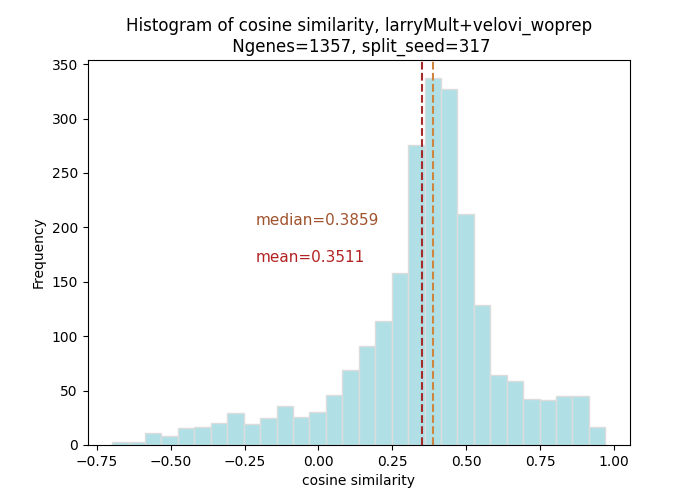 Histogram of cosine similarity, larryMult+velovi_woprep
Ngenes=1357, split_seed=317
350
300
250
200
150
100
50
0
Frequency
median=0.3859
mean=0.3511
−0.75 −0.50 −0.25 0.00 0.25 0.50 0.75 1.00
cosine similarity